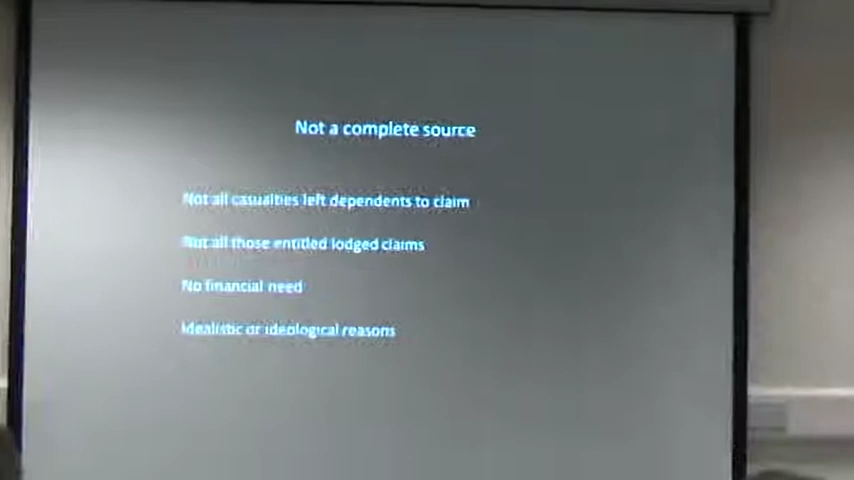 Not a complete source
Not all casualties left dependents to claim
Not all those entitled lodged claims
No financial need
Idealistic or ideological reasons